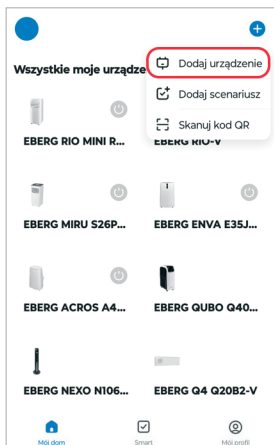 Wszystkie moje urządze
Dodaj urządzenie
Dodaj scenariusz
Skanuj kod QR
EBERG RIO MINI R...
EBERG RIO-V
EBERG MIRU S26P...
EBERG ENVA E35J...
EBERG ACROS A4...
EBERG QUBO Q40...
EBERG NEXO N106...
EBERG Q4 Q20B2-V
Mój dom
Smart
Mój profil